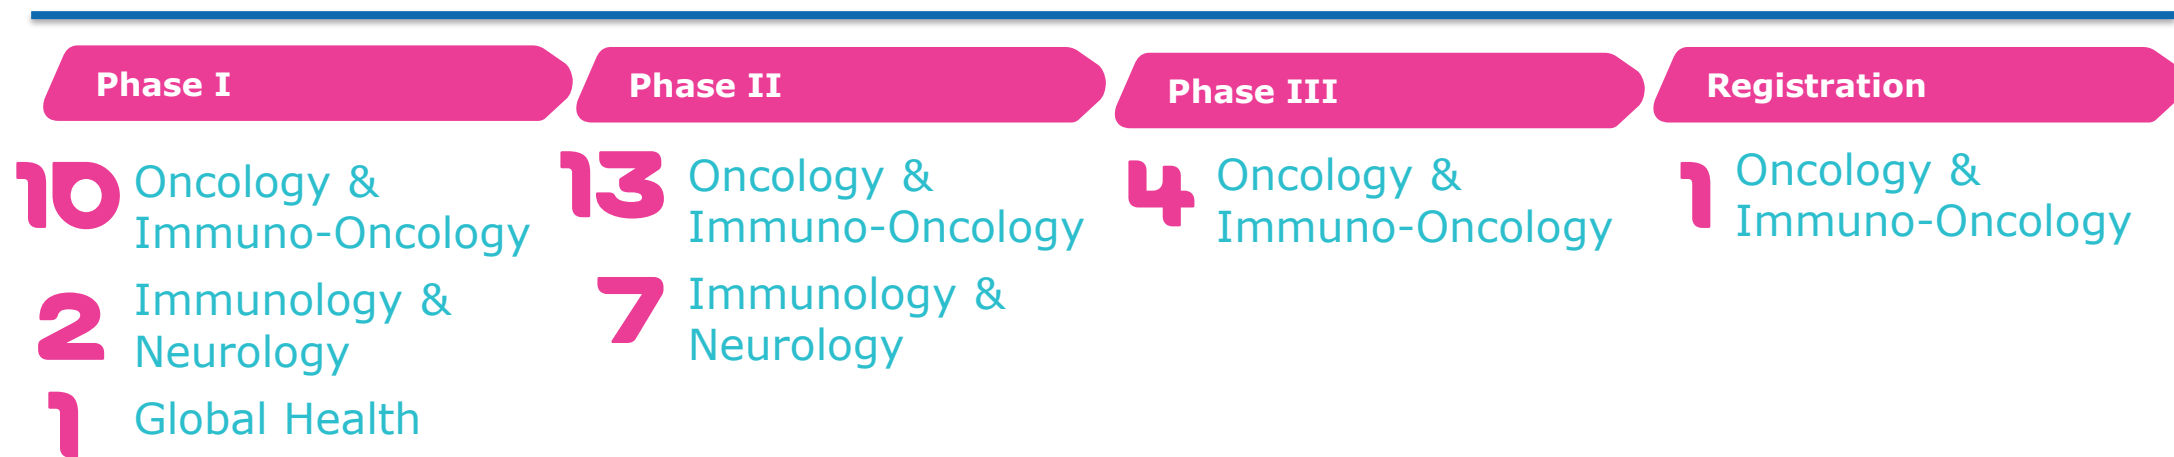 Phase I
10 Oncology &
Immuno-Oncology
2 Immunology &
Neurology
1 Global Health
Phase II
13 Oncology &
Immuno-Oncology
7 Immunology &
Neurology
Phase III
4 Oncology &
Immuno-Oncology
Registration
1 Oncology &
Immuno-Oncology